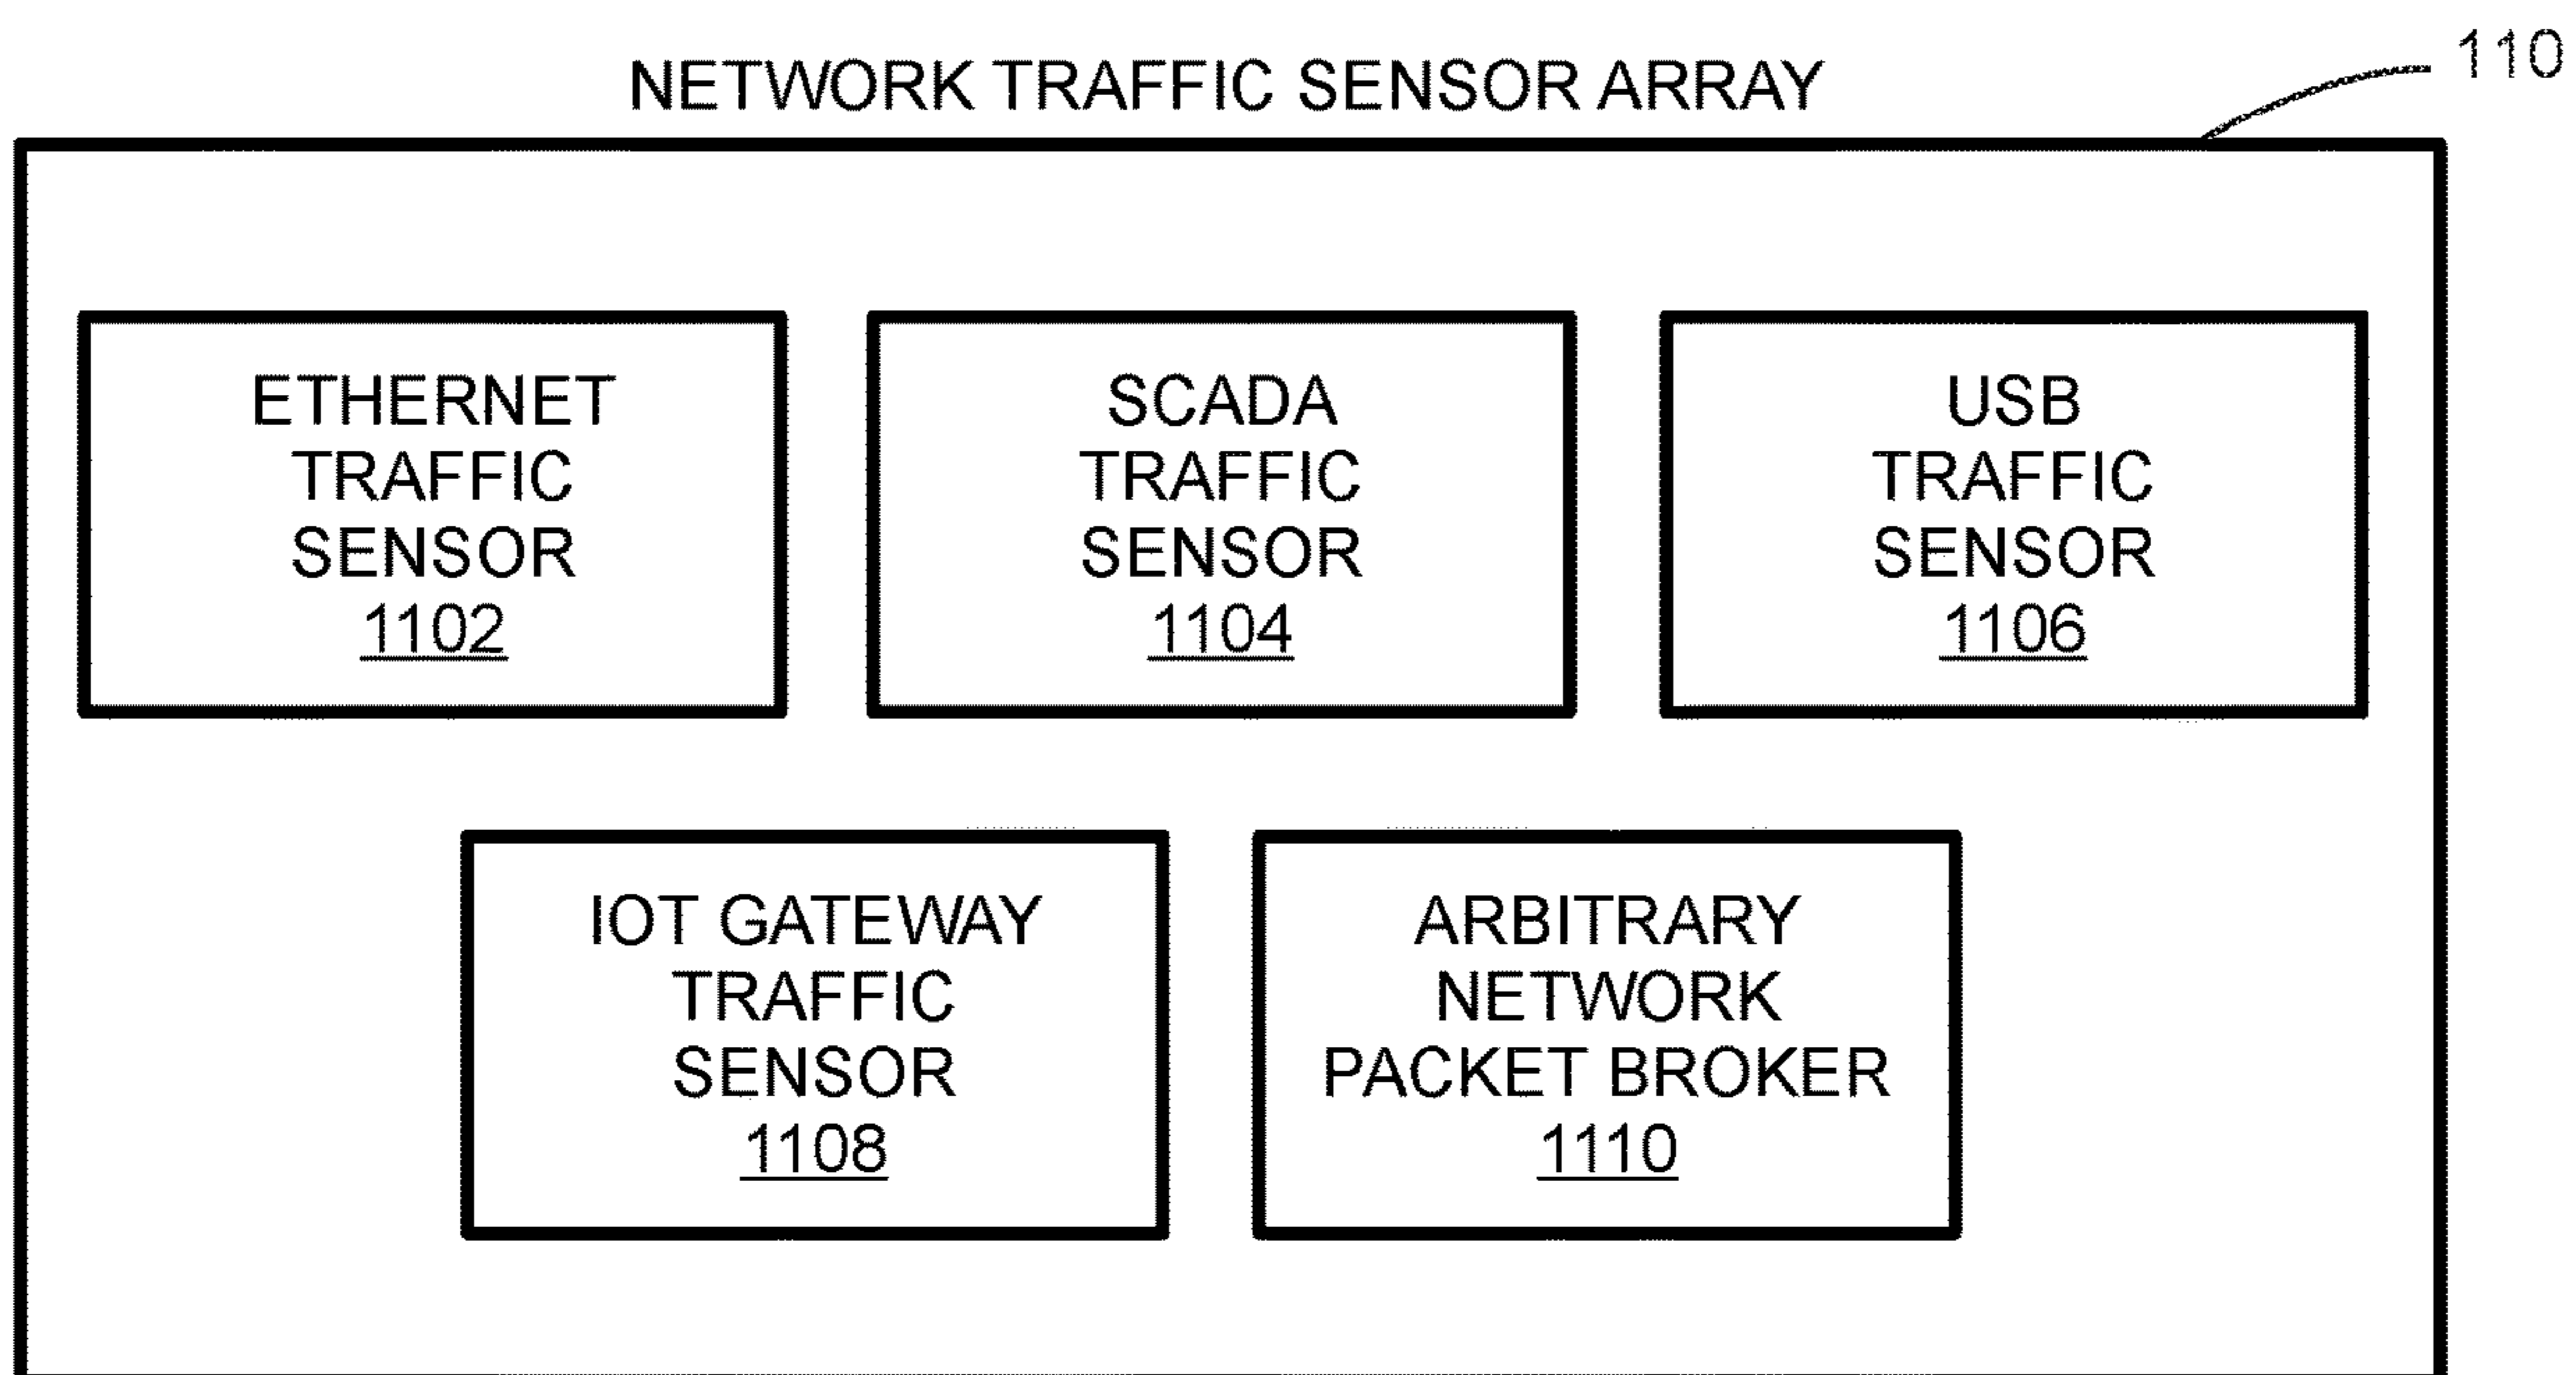 110
NETWORK TRAFFIC SENSOR ARRAY
ETHERNET
TRAFFIC
SENSOR
1102
SCADA
TRAFFIC
SENSOR
1104
USB
TRAFFIC
SENSOR
1106
IOT GATEWAY
TRAFFIC
SENSOR
1108
ARBITRARY
NETWORK
PACKET BROKER
1110